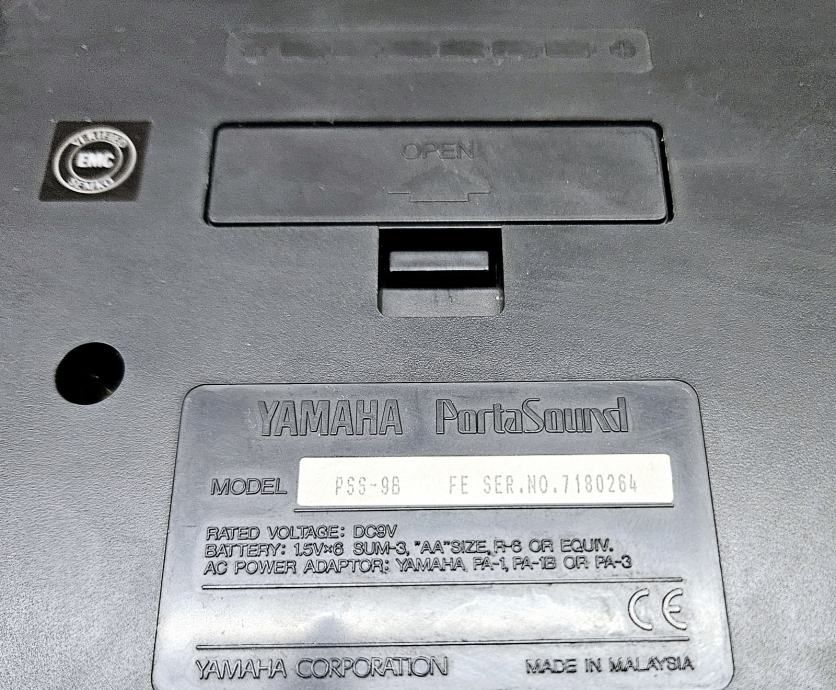 VERIFIED
EMC
SEMKO
OPEN
YAMAHA PortaSound
MODEL PSS-9B FE SER.NO.7180264
RATED VOLTAGE: DC9V
BATTERY: 1.5V×6 SUM-3, "AA"SIZE, R-6 OR EQUIV.
AC POWER ADAPTOR: YAMAHA PA-1, PA-1B OR PA-3
CE
YAMAHA CORPORATION MADE IN MALAYSIA